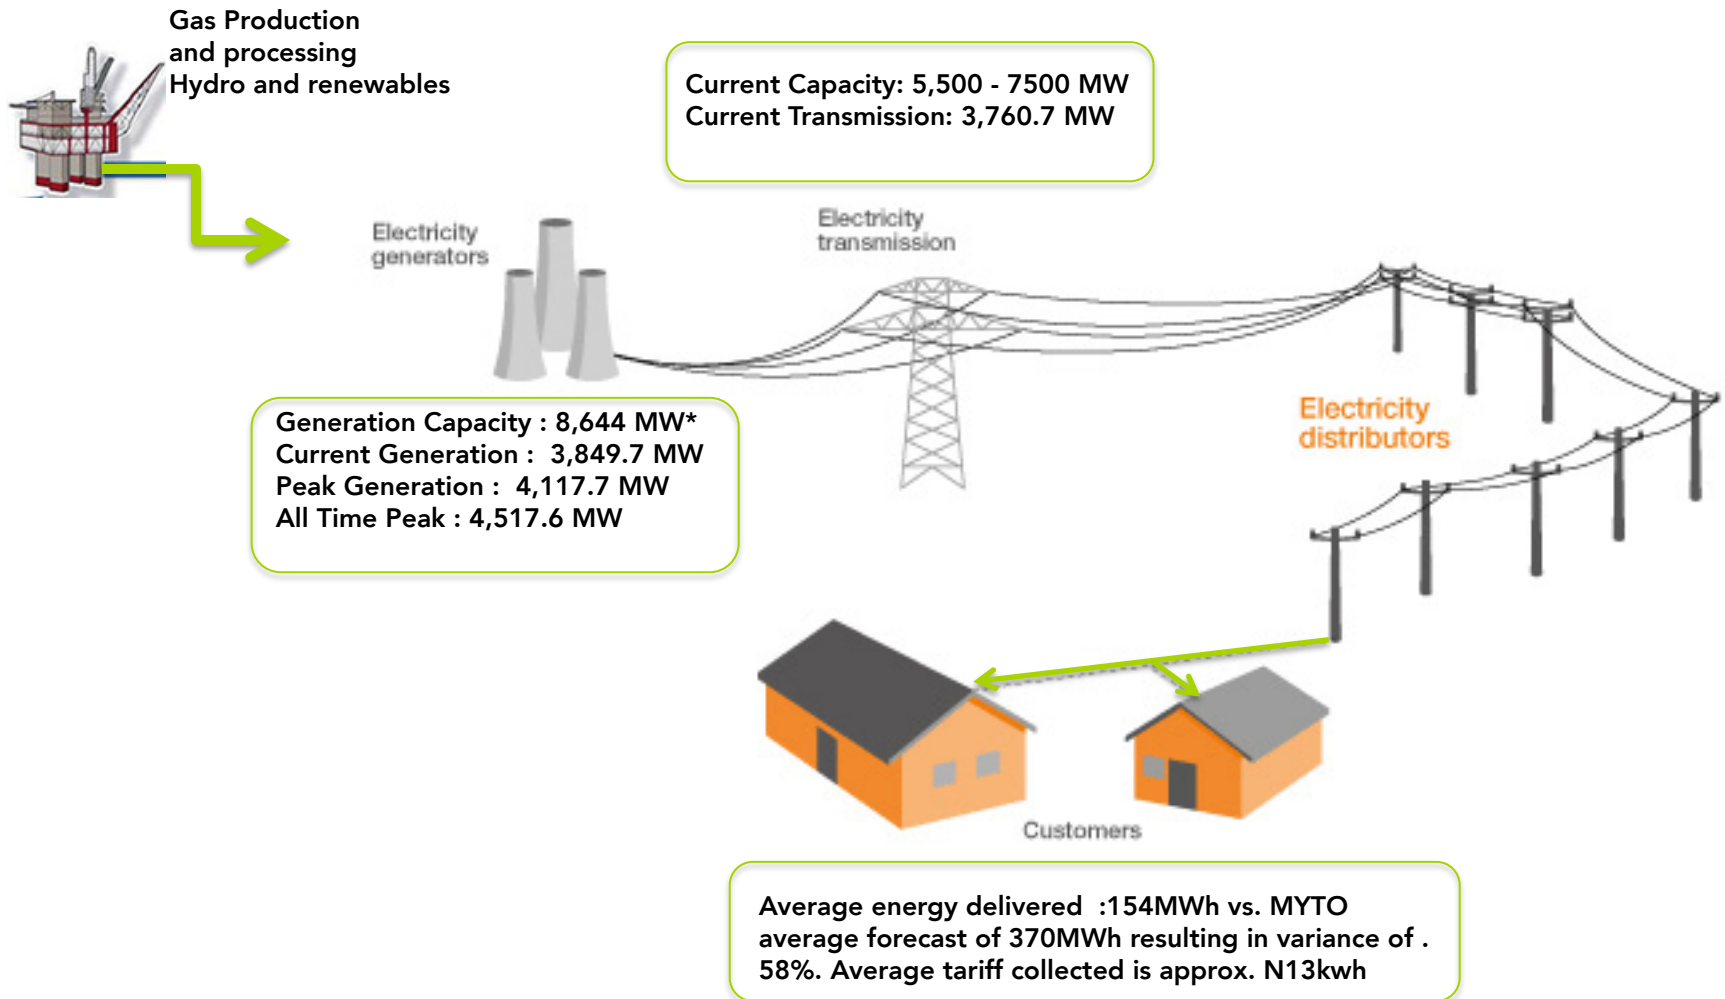 Gas Production
and processing
Hydro and renewables
Current Capacity: 5,500 - 7500 MW
Current Transmission: 3,760.7 MW
Electricity
generators
Electricity
transmission
Generation Capacity : 8,644 MW*
Current Generation :  3,849.7 MW
Peak Generation :  4,117.7 MW
All Time Peak : 4,517.6 MW
Electricity
distributors
Customers
Average energy delivered  :154MWh vs. MYTO
average forecast of 370MWh resulting in variance of .
58%. Average tariff collected is approx. N13kwh